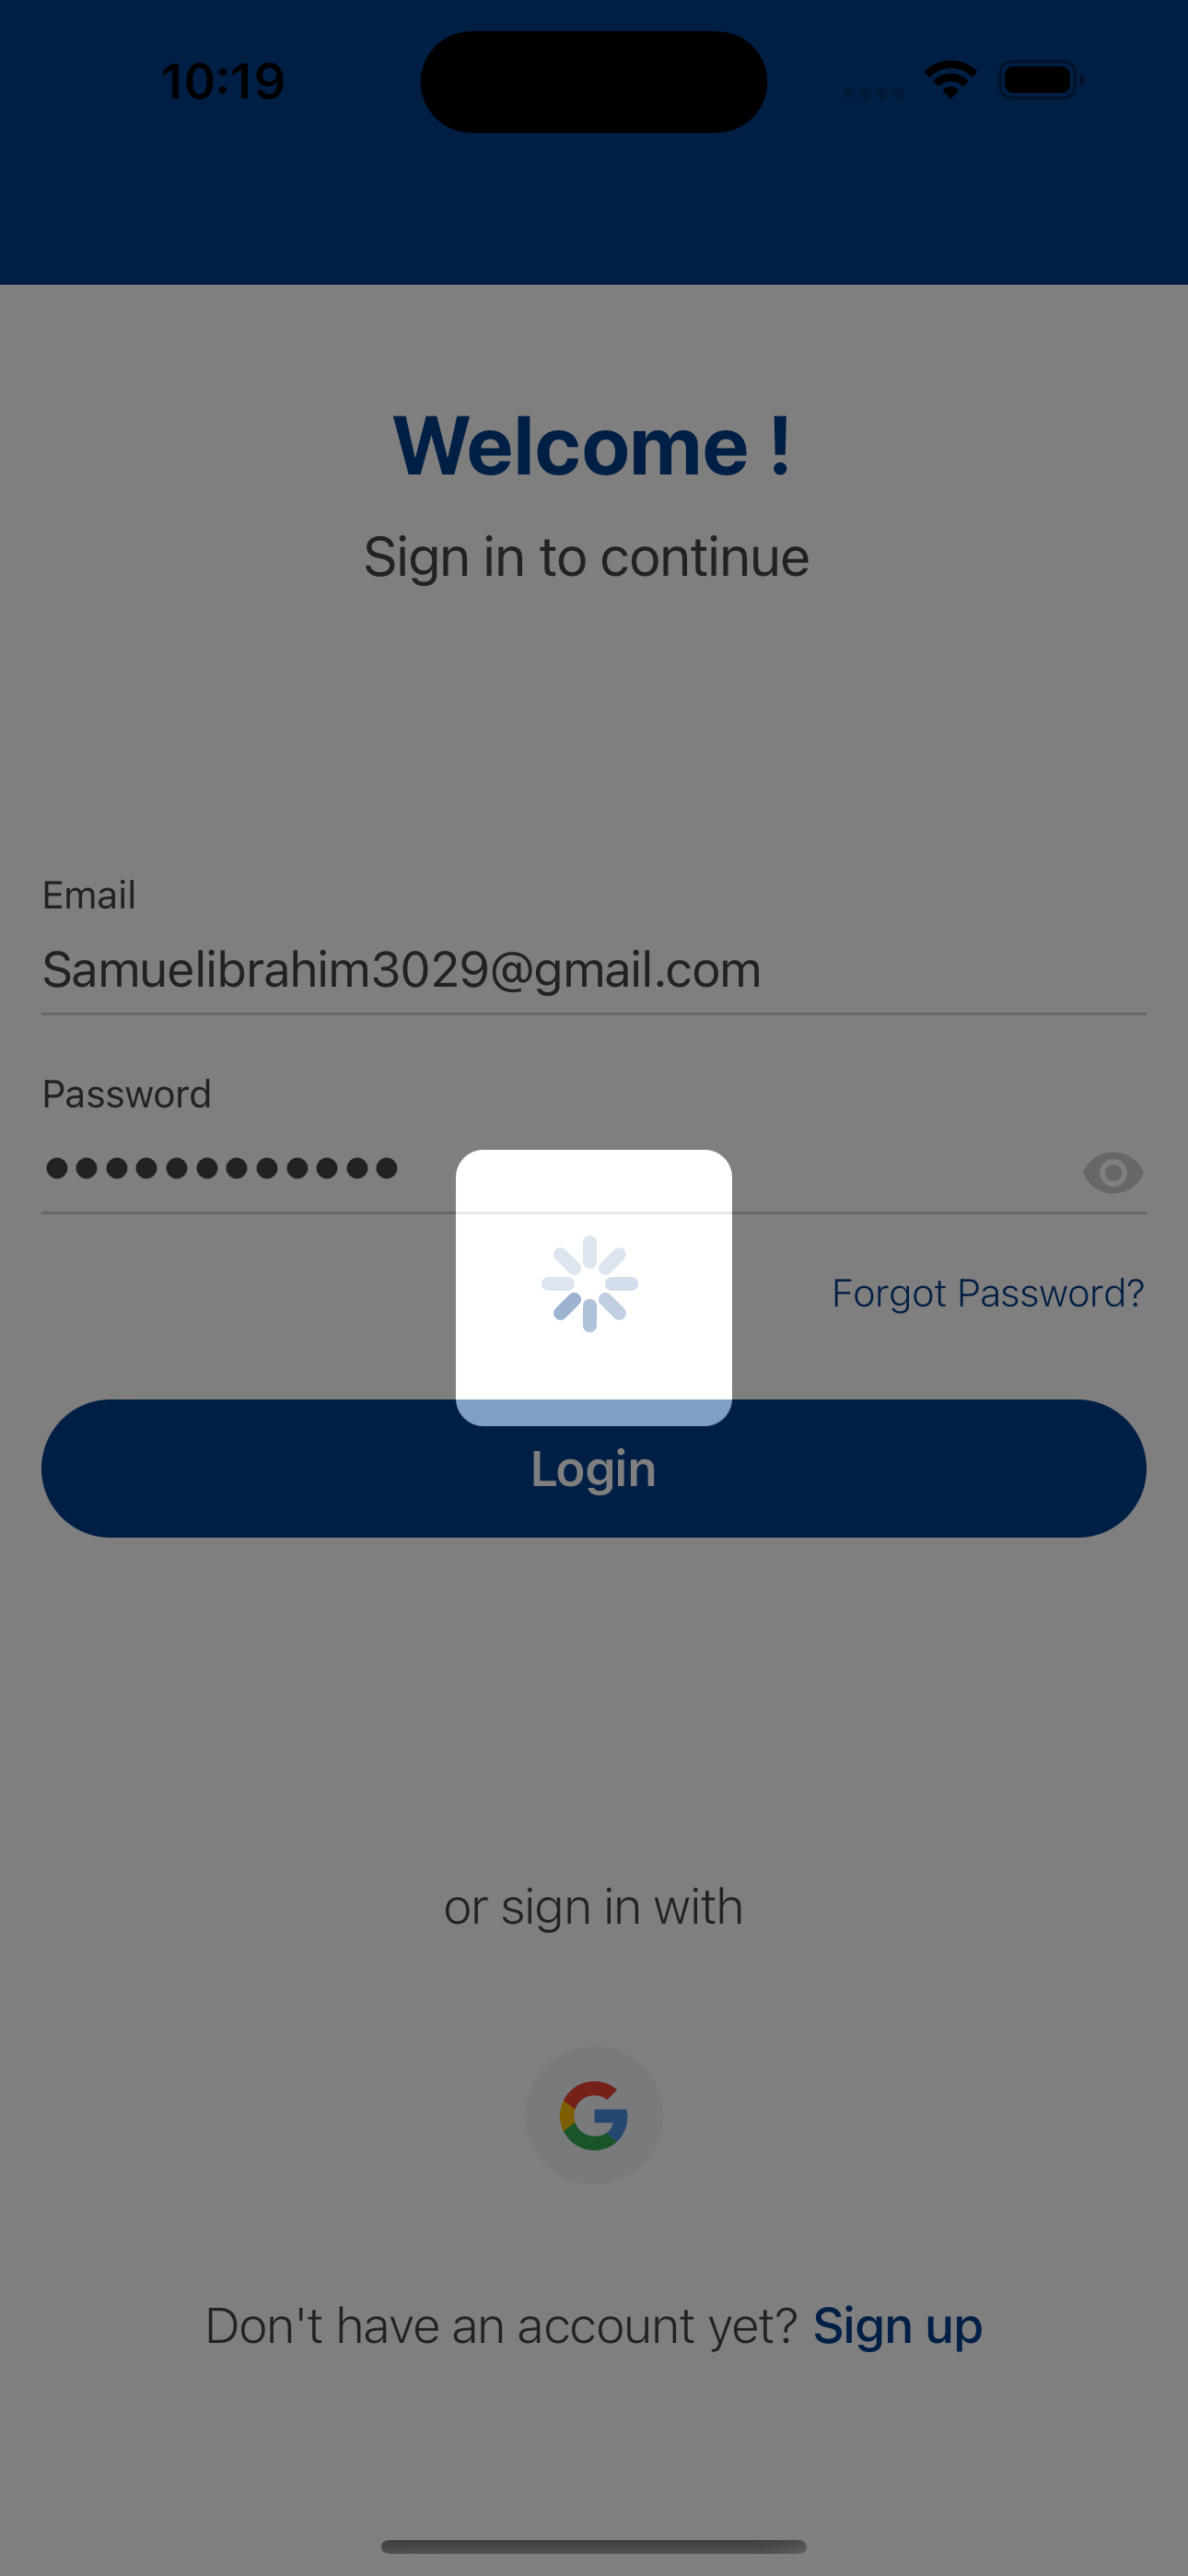 10:19
Welcome !
Sign in to continue
Email
Samuelibrahim3029@gmail.com
Password
••••••••••••
Forgot Password?
Login
or sign in with
Don't have an account yet? Sign up